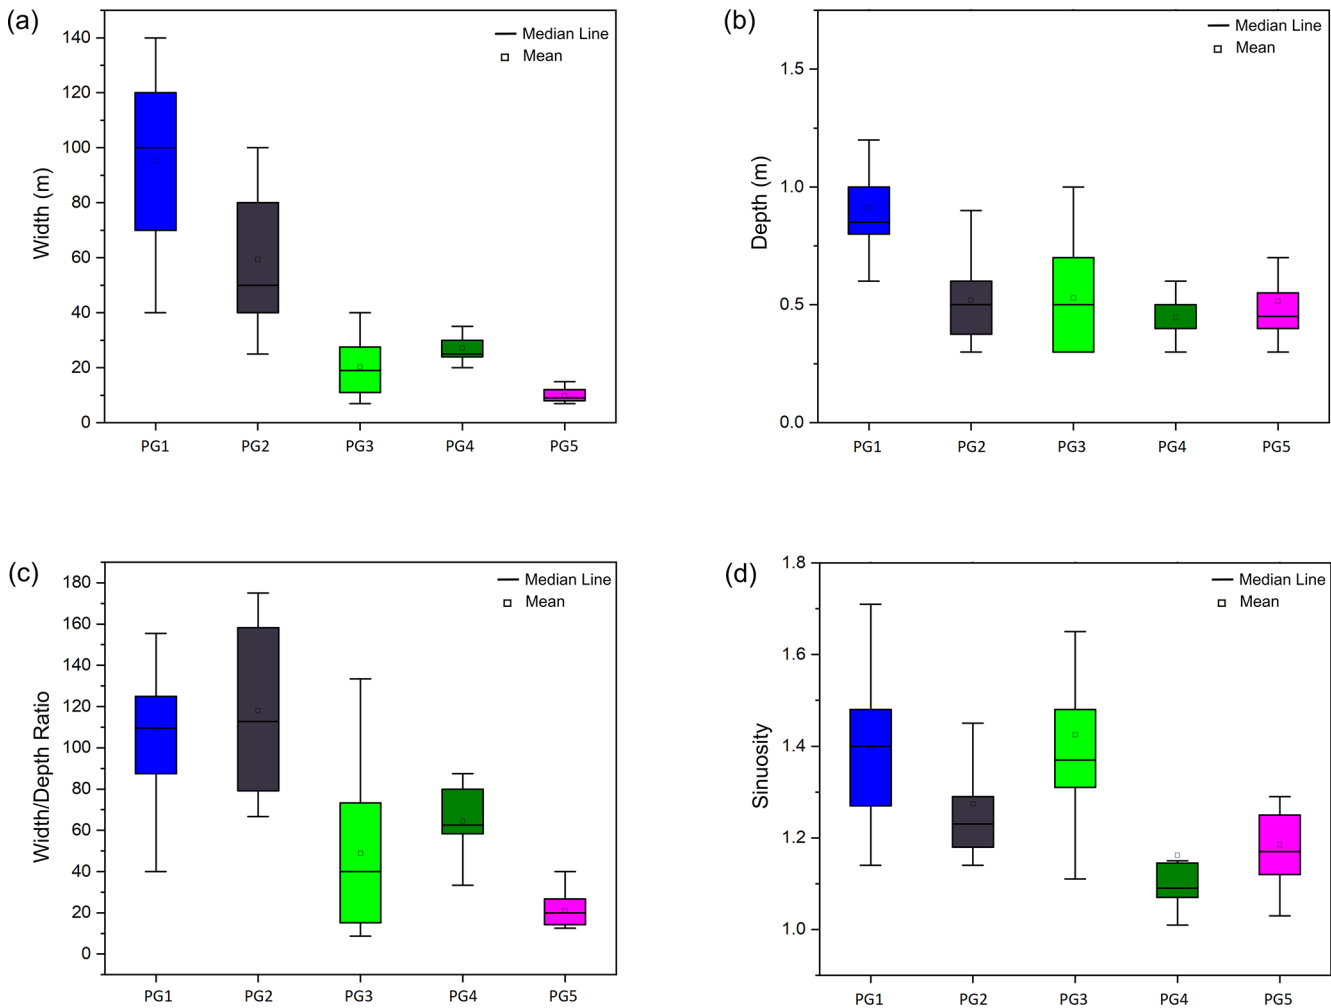 (a)
Median Line
Mean
Width (m)
140
120
100
80
60
40
20
0
PG1 PG2 PG3 PG4 PG5
(b)
Median Line
Mean
Depth (m)
1.5
1.0
0.5
0.0
PG1 PG2 PG3 PG4 PG5
(c)
Median Line
Mean
Width/Depth Ratio
180
160
140
120
100
80
60
40
20
0
PG1 PG2 PG3 PG4 PG5
(d)
Median Line
Mean
Sinuosity
1.8
1.6
1.4
1.2
1.0
PG1 PG2 PG3 PG4 PG5